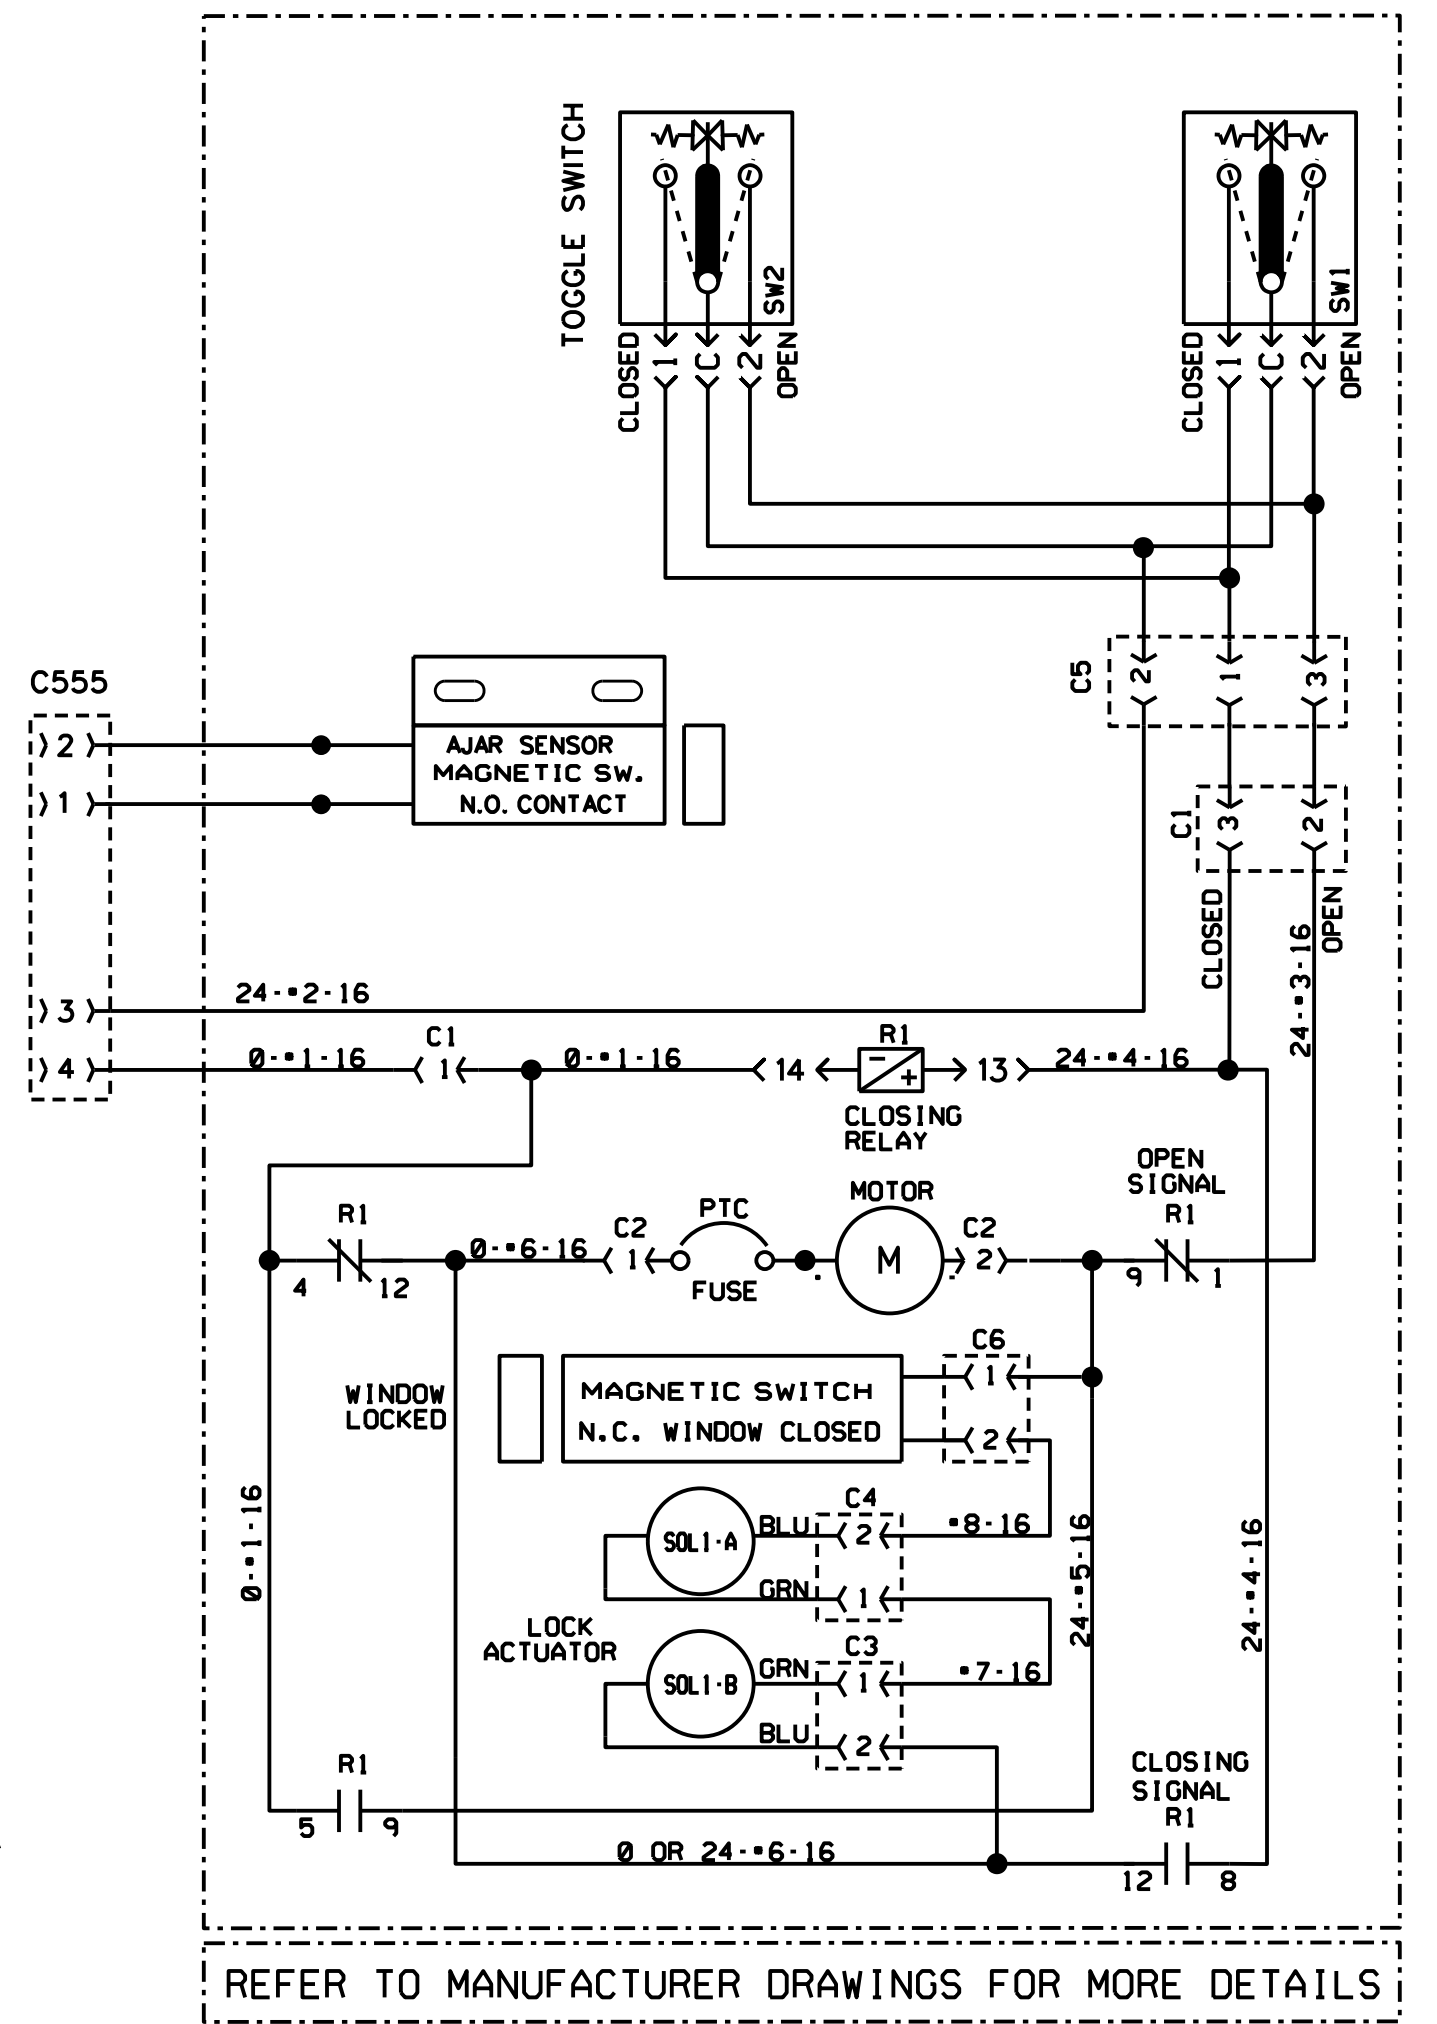 TOGGLE SWITCH
SW2
SW1
CLOSED
1
C
2
OPEN
CLOSED
1
C
2
OPEN
C5
2
1
3
C555
2
1
3
4
AJAR SENSOR
MAGNETIC SW.
N.O. CONTACT
C1
3
2
CLOSED
24-*3-16
OPEN
24-*2-16
0-*1-16
C1
1
0-*1-16
14
R1
- +
13
24-*4-16
CLOSING
RELAY
OPEN
SIGNAL
R1
9
1
R1
4
12
0-*6-16
C2
1
PTC
FUSE
MOTOR
M
C2
2
C6
1
2
WINDOW
LOCKED
MAGNETIC SWITCH
N.C. WINDOW CLOSED
0-*1-16
C4
SOL1-A
BLU
2
*8-16
GRN
1
24-*5-16
24-*4-16
LOCK
ACTUATOR
C3
SOL1-B
GRN
1
*7-16
BLU
2
R1
5
9
CLOSING
SIGNAL
R1
0 OR 24-*6-16
12
8
REFER TO MANUFACTURER DRAWINGS FOR MORE DETAILS